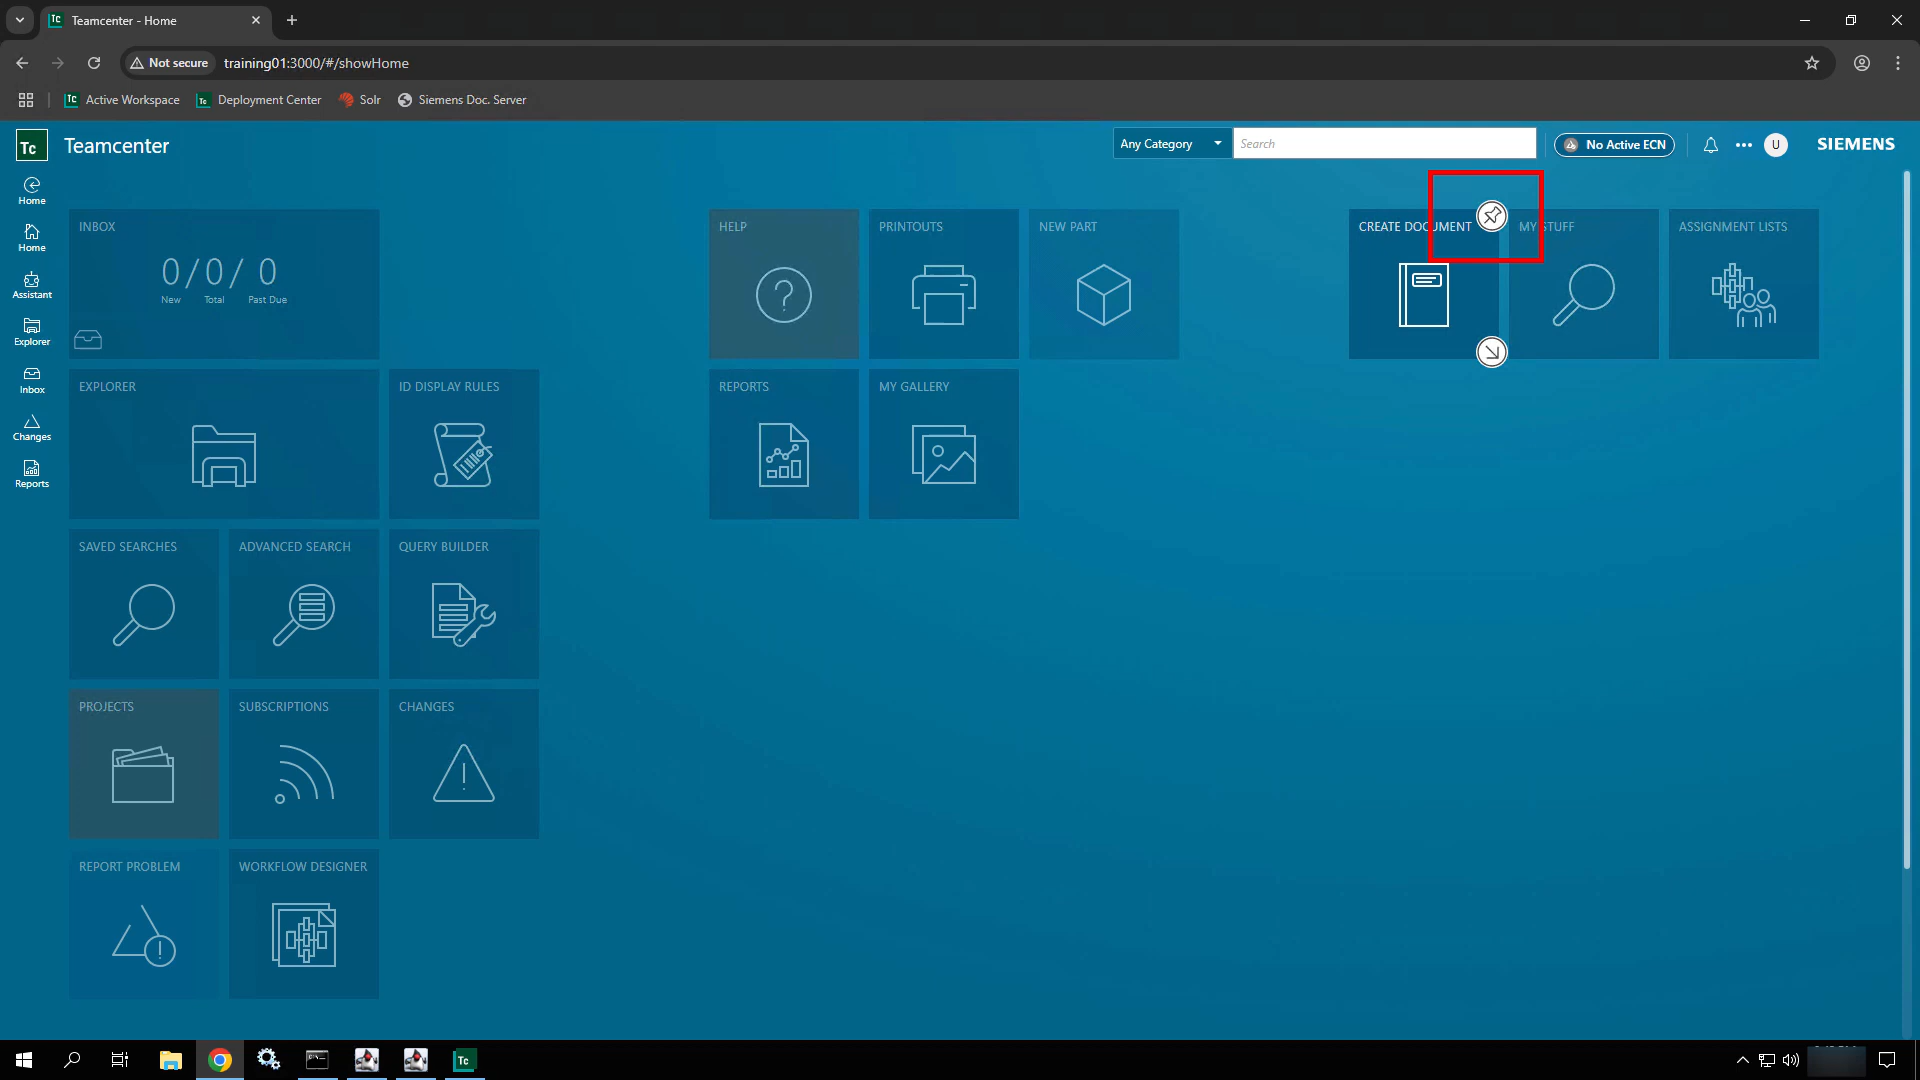 Teamcenter - Home
Not secure
training01:3000/#/showHome
Active Workspace
Deployment Center
Solr
Siemens Doc. Server
Tc
Teamcenter
Any Category
Search
No Active ECN
U
SIEMENS
Home
Home
Assistant
Explorer
Inbox
Changes
Reports
INBOX
0/0/ 0
New Total Past Due
HELP
PRINTOUTS
NEW PART
CREATE DOCUMENT
MY STUFF
ASSIGNMENT LISTS
EXPLORER
ID DISPLAY RULES
REPORTS
MY GALLERY
SAVED SEARCHES
ADVANCED SEARCH
QUERY BUILDER
PROJECTS
SUBSCRIPTIONS
CHANGES
REPORT PROBLEM
WORKFLOW DESIGNER
Tc